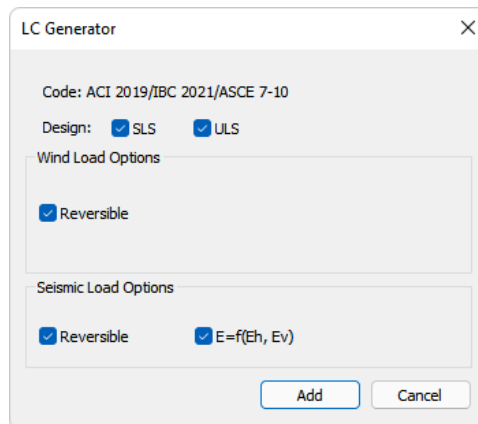 LC Generator
Code: ACI 2019/IBC 2021/ASCE 7-10
Design: SLS ULS
Wind Load Options
Reversible
Seismic Load Options
Reversible E=f(Eh, Ev)
Add Cancel